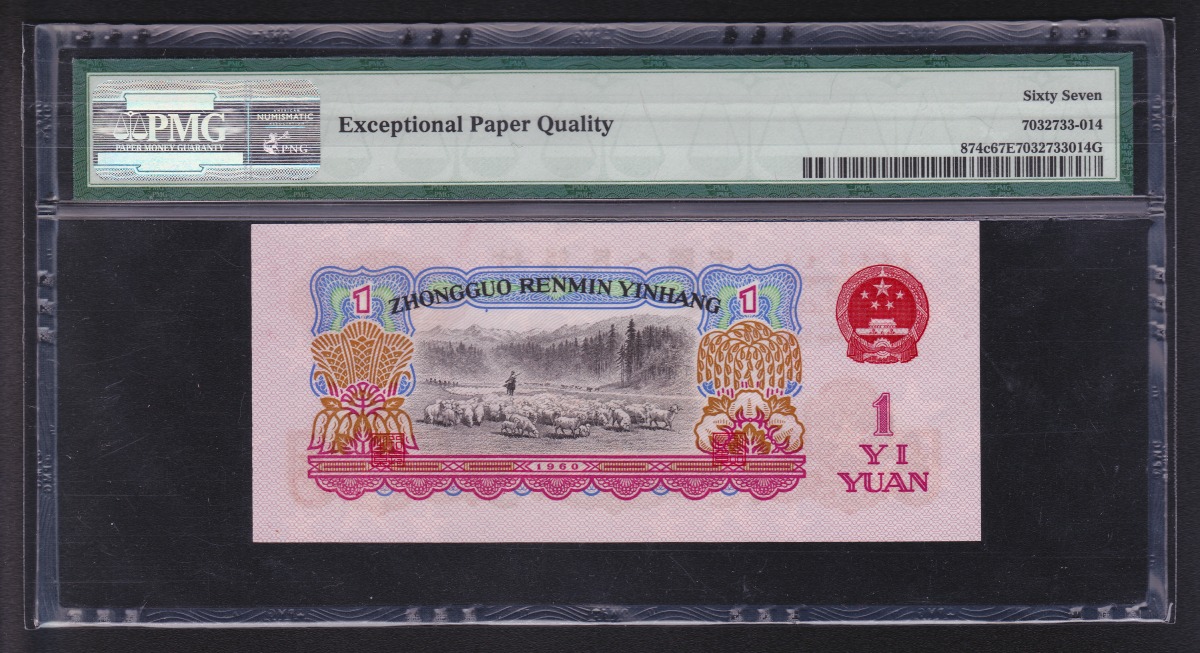 PMG
PAPER MONEY GUARANTY
NUMISMATIC
PNG
Exceptional Paper Quality
Sixty Seven
7032733-014
874c67E7032733014G
1
ZHONGGUO RENMIN YINHANG
1
1960
1
YI
YUAN